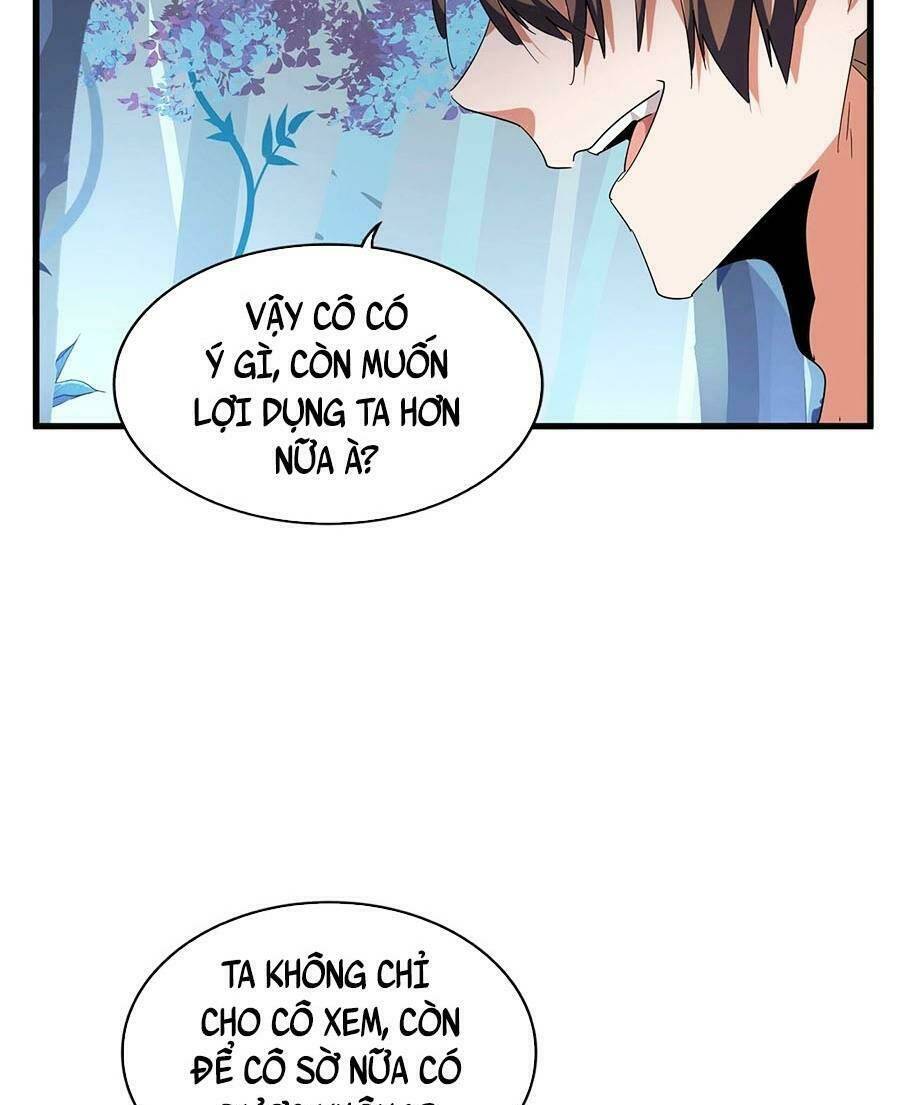 VẬY CÔ CÓ
Ý GÌ, CÒN MUỐN
LỢI DỤNG TA HƠN
NỮA À?
TA KHÔNG CHỈ
CHO CÔ XEM, CÒN
ĐỂ CÔ SỜ NỮA CÓ